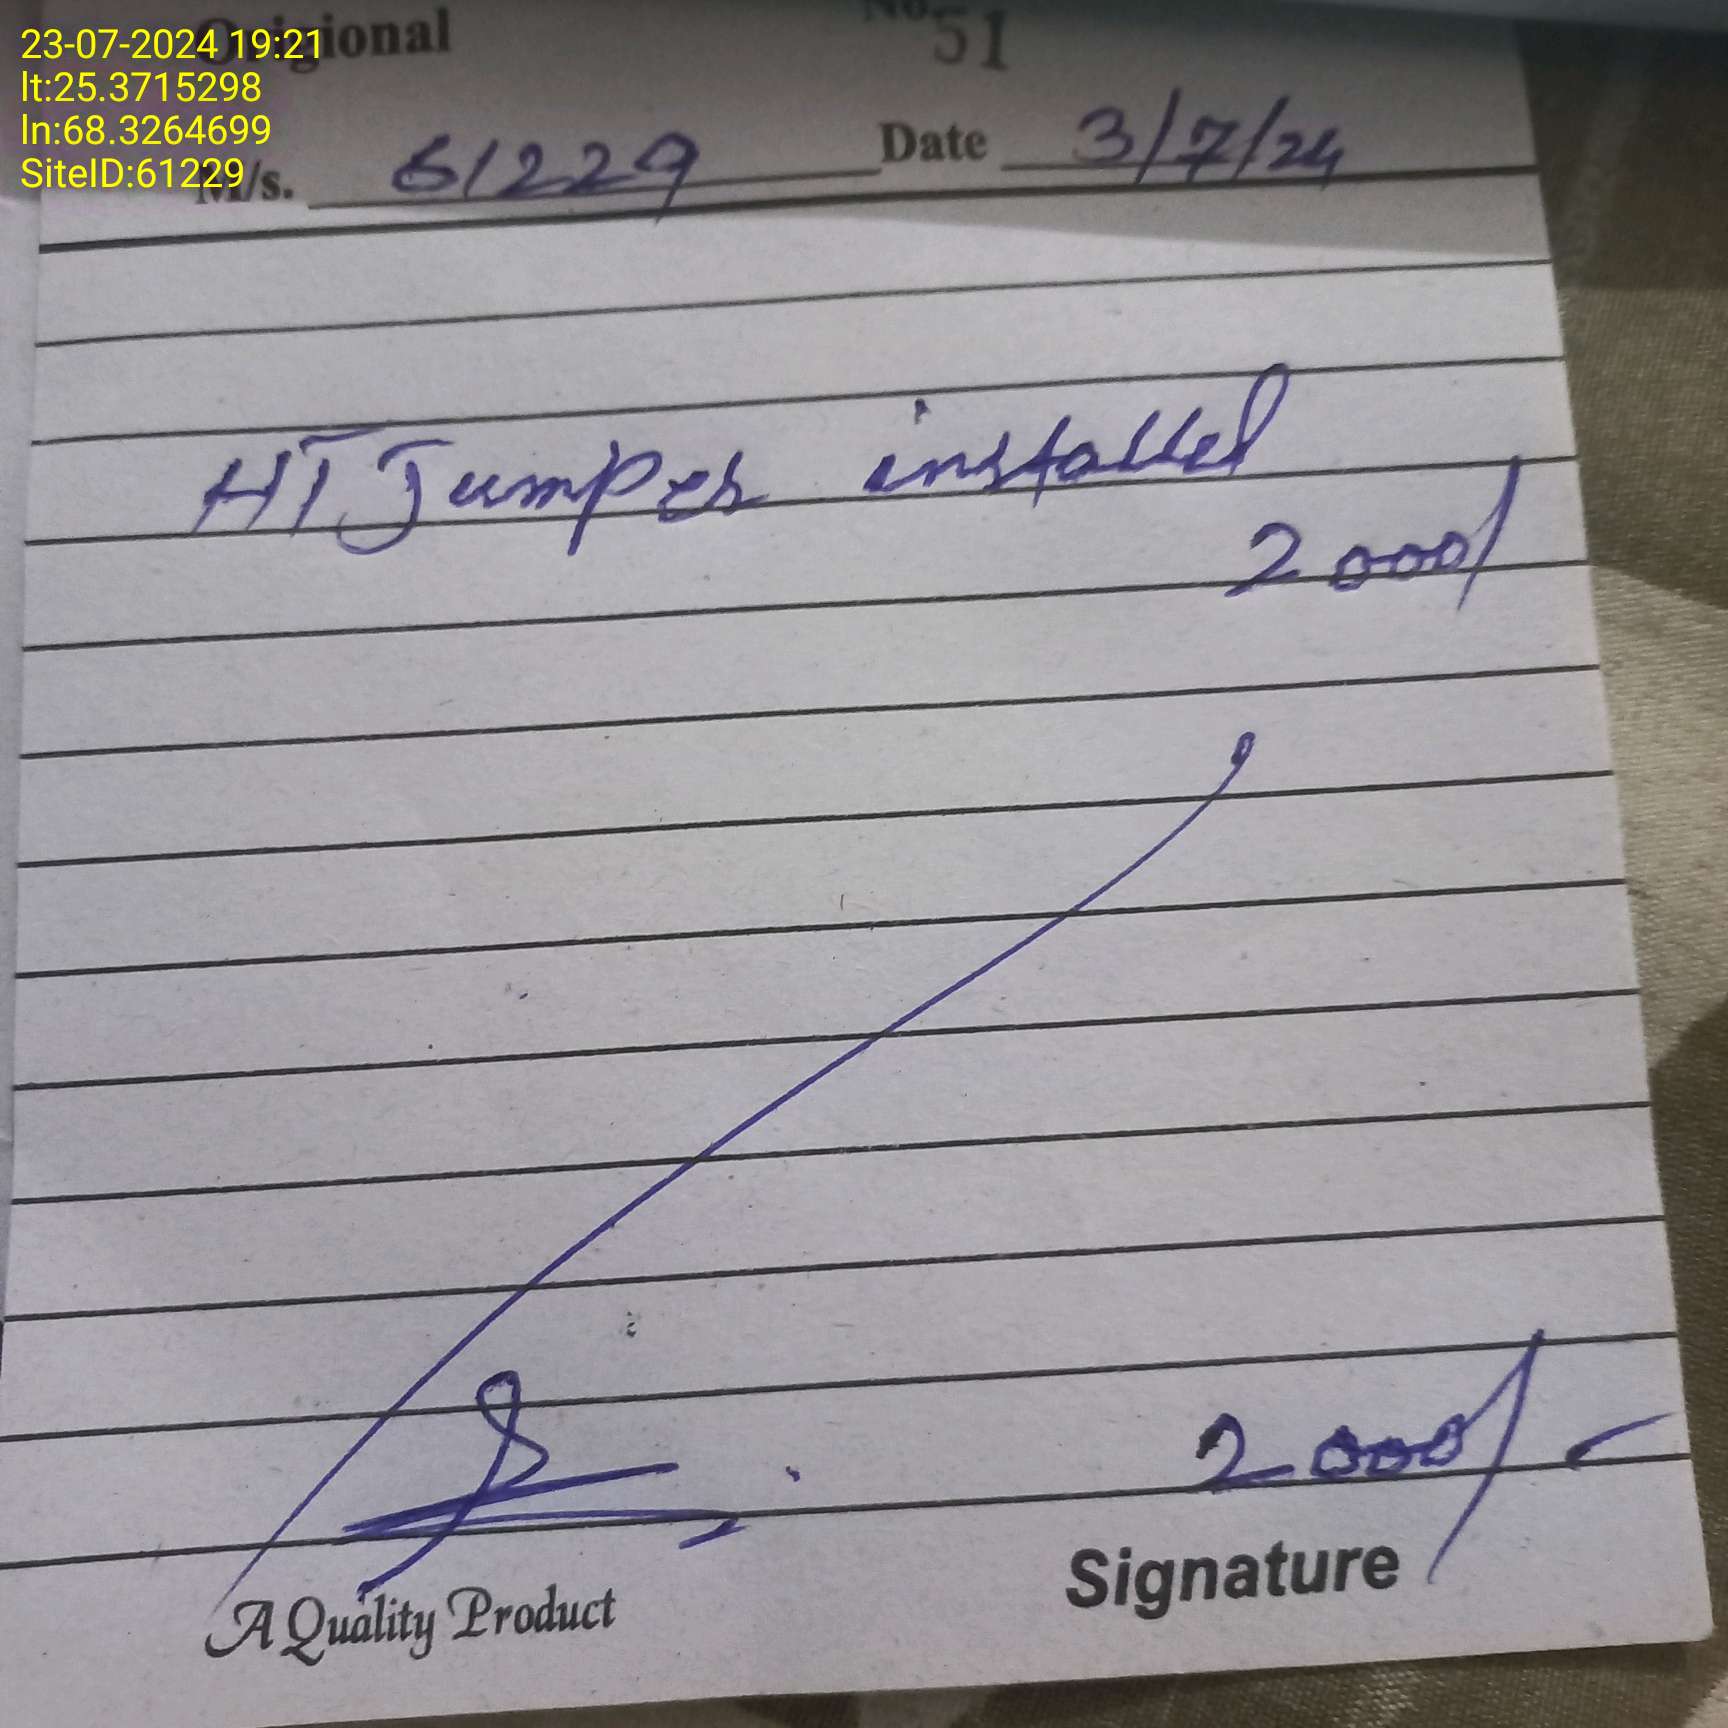 23-07-2024 19:21
lt:25.3715298
ln:68.3264699
SiteID:61229
Origional No. 51
M/s. 61229 Date 3/7/24
HT Jumper installed
2000/
2000/-
A Quality Product Signature